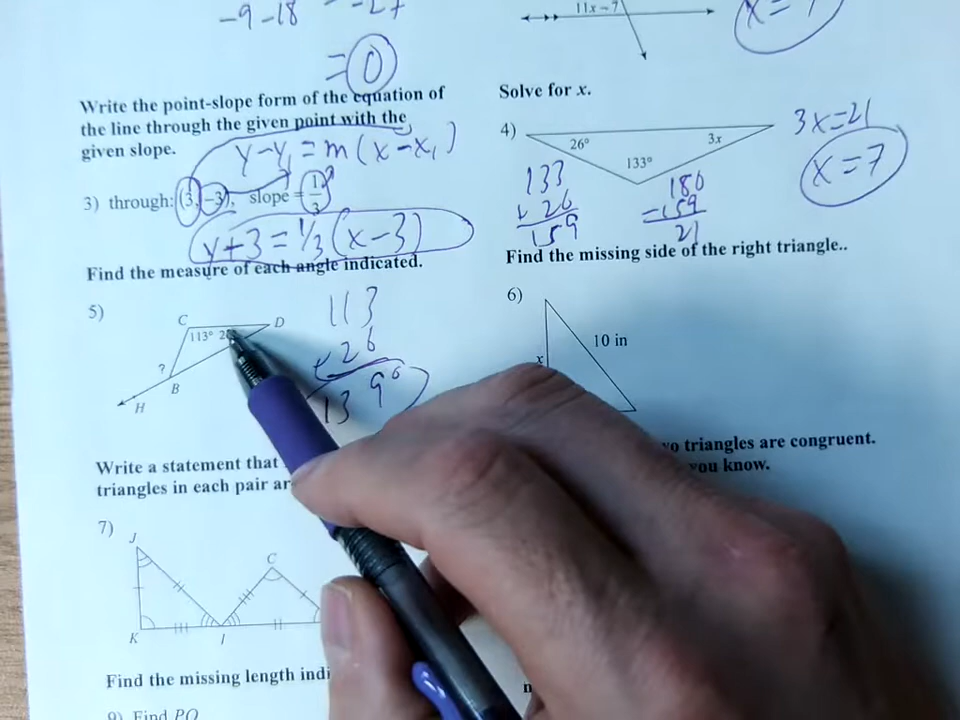 -9 -18
= (0)
Write the point-slope form of the equation of
the line through the given point with the
given slope.
y-y₁ = m(x-x₁)
3) through: (3, -3), slope = 1/3
y+3 = 1/3 (x-3)
Find the measure of each angle indicated.
5)
C
D
113°
?
B
H
113
+ 26
139°
Write a statement that
triangles in each pair ar
7)
J
C
K
I
Find the missing length indi
9) Find PQ
11x - 7
Solve for x.
4)
26°
3x
133°
3x = 21
x = 7
133
+ 26
159
180
- 159
21
Find the missing side of the right triangle..
6)
10 in
x
triangles are congruent.
you know.